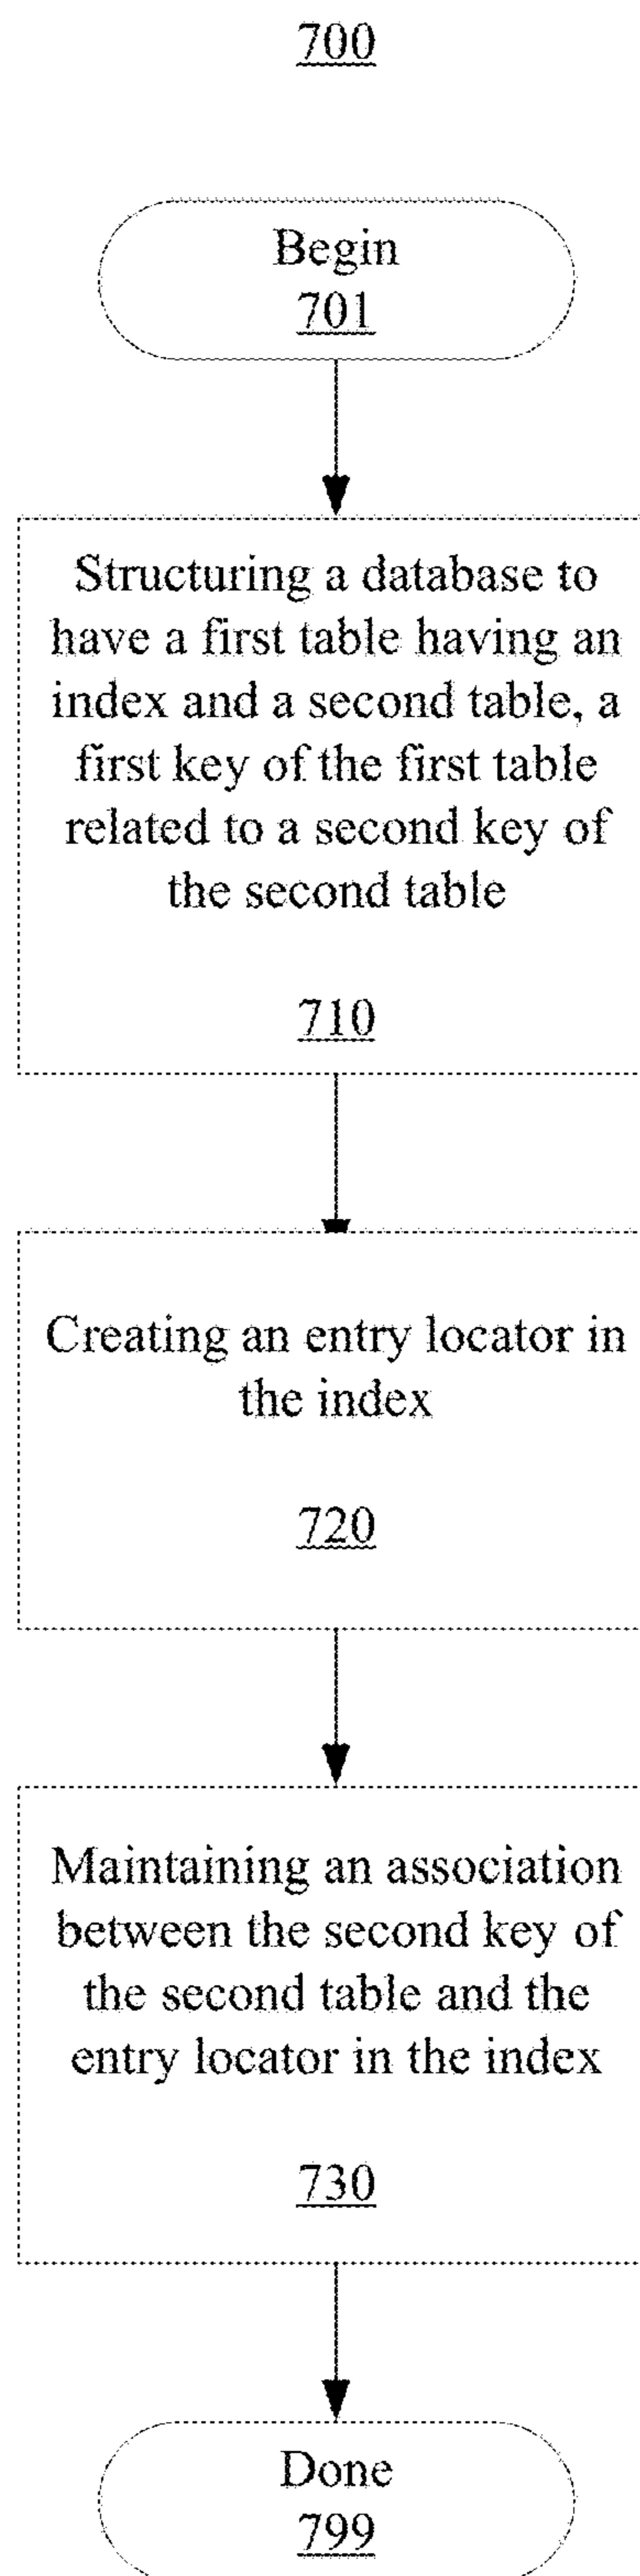 700
Begin
701
Structuring a database to
have a first table having an
index and a second table, a
first key of the first table
related to a second key of
the second table
710
Creating an entry locator in
the index
720
Maintaining an association
between the second key of
the second table and the
entry locator in the index
730
Done
799